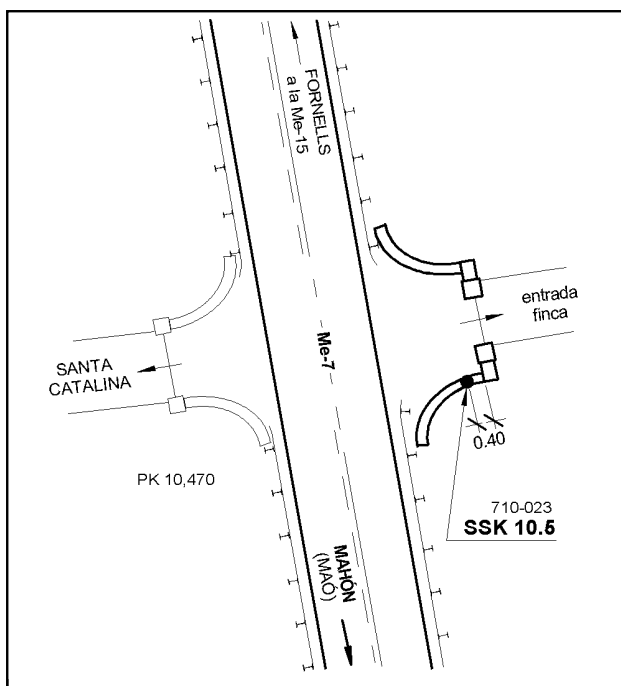 FORNELLS
a la Me-15
entrada
finca
Me-7
SANTA
CATALINA
0.40
PK 10,470
710-023
SSK 10.5
MAHÓN
(MAÓ)